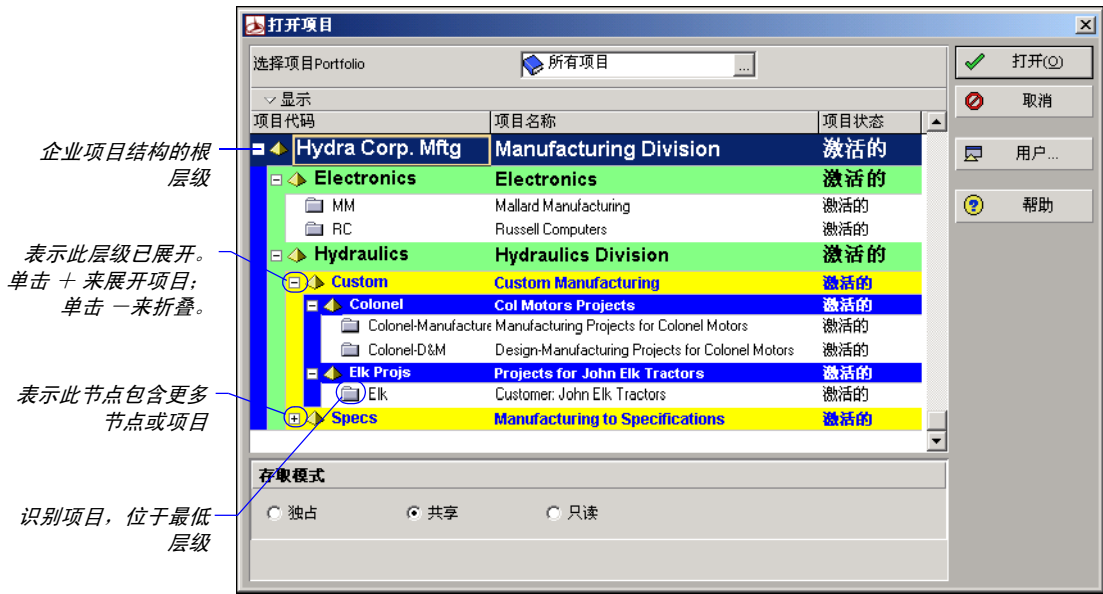 打开项目
选择项目Portfolio
所有项目
...
打开(O)
取消
用户...
帮助
显示
项目代码 项目名称 项目状态
Hydra Corp. Mftg Manufacturing Division 激活的
Electronics Electronics 激活的
MM Mallard Manufacturing 激活的
RC Russell Computers 激活的
Hydraulics Hydraulics Division 激活的
Custom Custom Manufacturing 激活的
Colonel Col Motors Projects 激活的
Colonel-Manufacture Manufacturing Projects for Colonel Motors 激活的
Colonel-D&M Design-Manufacturing Projects for Colonel Motors 激活的
Elk Projs Projects for John Elk Tractors 激活的
Elk Customer: John Elk Tractors 激活的
Specs Manufacturing to Specifications 激活的
存取模式
独占 共享 只读
企业项目结构的根
层级
表示此层级已展开。
单击 + 来展开项目；
单击 一来折叠。
表示此节点包含更多
节点或项目
识别项目，位于最低
层级